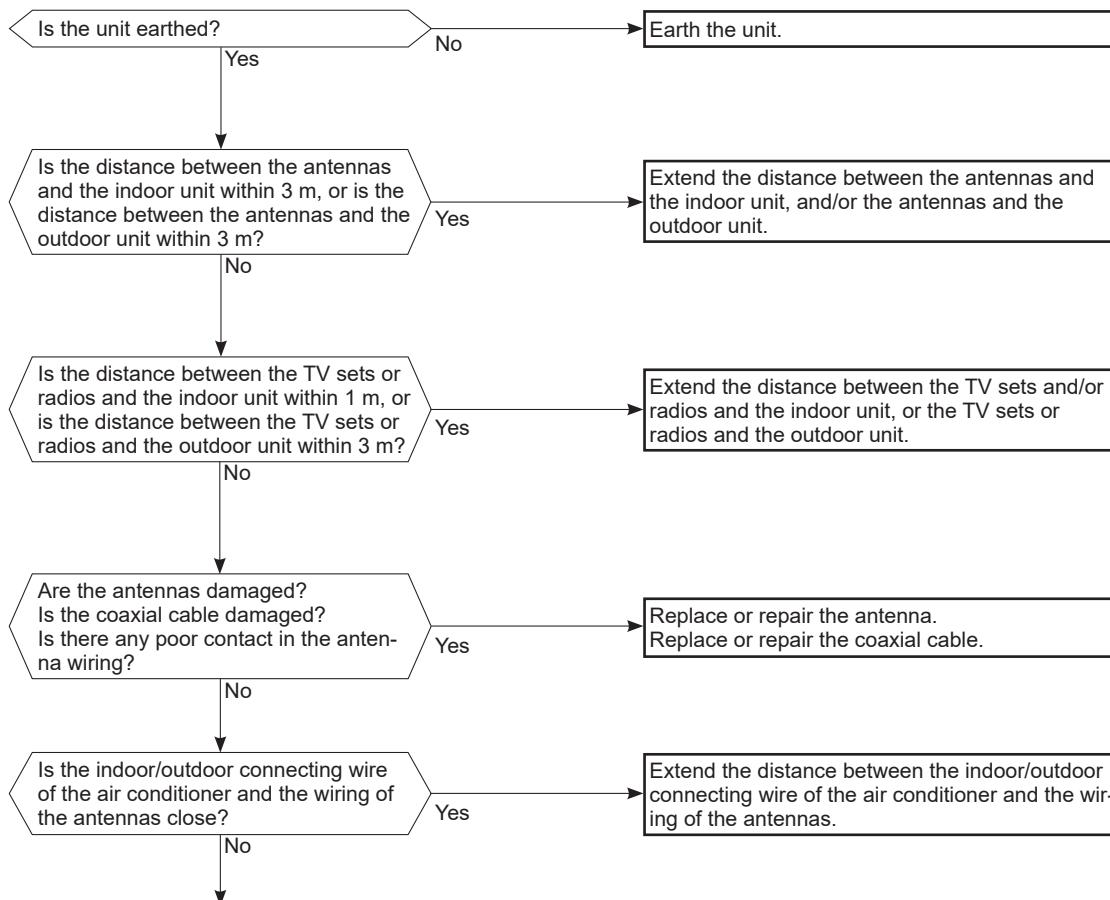 Is the unit earthed?
No
Earth the unit.
Yes
Is the distance between the antennas
and the indoor unit within 3 m, or is the
distance between the antennas and the
outdoor unit within 3 m?
Yes
Extend the distance between the antennas and
the indoor unit, and/or the antennas and the
outdoor unit.
No
Is the distance between the TV sets or
radios and the indoor unit within 1 m, or
is the distance between the TV sets or
radios and the outdoor unit within 3 m?
Yes
Extend the distance between the TV sets and/or
radios and the indoor unit, or the TV sets or
radios and the outdoor unit.
No
Are the antennas damaged?
Is the coaxial cable damaged?
Is there any poor contact in the anten-
na wiring?
Yes
Replace or repair the antenna.
Replace or repair the coaxial cable.
No
Is the indoor/outdoor connecting wire
of the air conditioner and the wiring of
the antennas close?
Yes
Extend the distance between the indoor/outdoor
connecting wire of the air conditioner and the wir-
ing of the antennas.
No